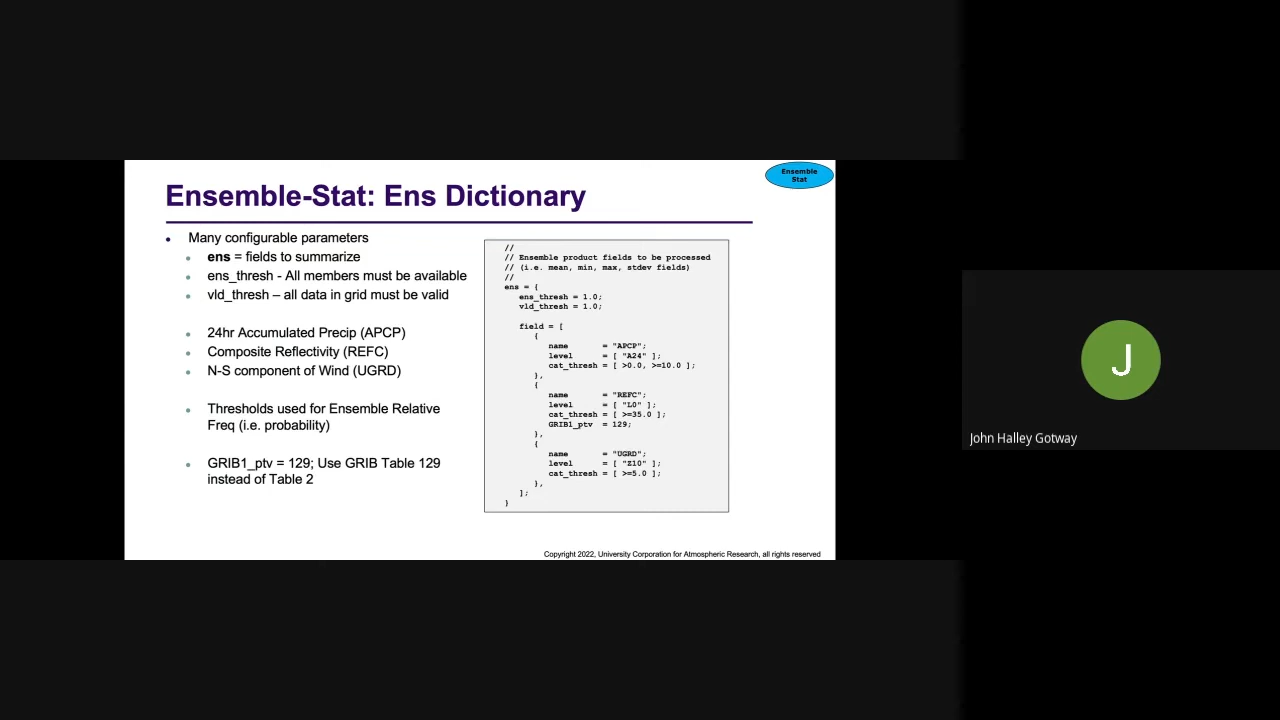 Ensemble
Stat
Ensemble-Stat: Ens Dictionary
• Many configurable parameters
• ens = fields to summarize
• ens_thresh - All members must be available
• vld_thresh – all data in grid must be valid
• 24hr Accumulated Precip (APCP)
• Composite Reflectivity (REFC)
• N-S component of Wind (UGRD)
• Thresholds used for Ensemble Relative
Freq (i.e. probability)
• GRIB1_ptv = 129; Use GRIB Table 129
instead of Table 2
//
// Ensemble product fields to be processed
// (i.e. mean, min, max, stdev fields)
//
ens = {
ens_thresh = 1.0;
vld_thresh = 1.0;
field = [
{
name = "APCP";
level = [ "A24" ];
cat_thresh = [ >0.0, >=10.0 ];
},
{
name = "REFC";
level = [ "L0" ];
cat_thresh = [ >=35.0 ];
GRIB1_ptv = 129;
},
{
name = "UGRD";
level = [ "Z10" ];
cat_thresh = [ >=5.0 ];
},
];
}
Copyright 2022, University Corporation for Atmospheric Research, all rights reserved
J
John Halley Gotway